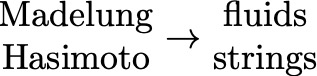 Madelung → fluids
Hasimoto → strings